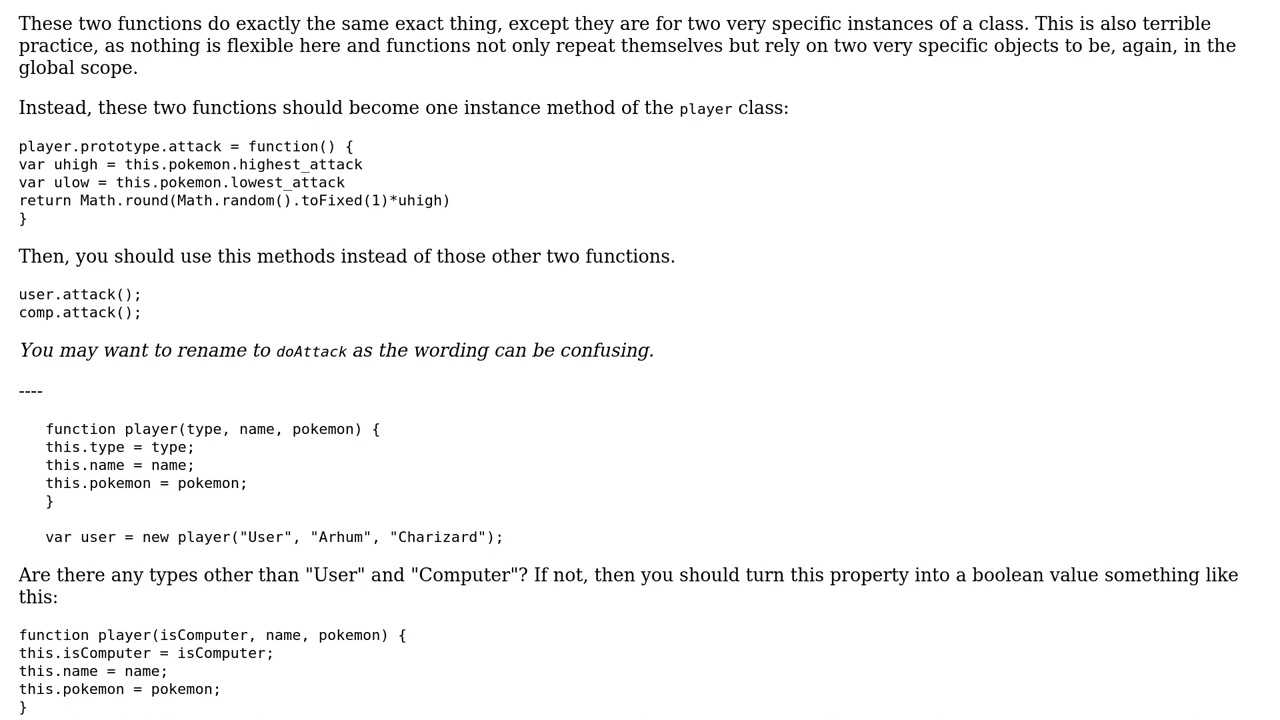 These two functions do exactly the same exact thing, except they are for two very specific instances of a class. This is also terrible
practice, as nothing is flexible here and functions not only repeat themselves but rely on two very specific objects to be, again, in the
global scope.
Instead, these two functions should become one instance method of the player class:
player.prototype.attack = function() {
var uhigh = this.pokemon.highest_attack
var ulow = this.pokemon.lowest_attack
return Math.round(Math.random().toFixed(1)*uhigh)
}
Then, you should use this methods instead of those other two functions.
user.attack();
comp.attack();
You may want to rename to doAttack as the wording can be confusing.
----
function player(type, name, pokemon) {
this.type = type;
this.name = name;
this.pokemon = pokemon;
}
var user = new player("User", "Arhum", "Charizard");
Are there any types other than "User" and "Computer"? If not, then you should turn this property into a boolean value something like
this:
function player(isComputer, name, pokemon) {
this.isComputer = isComputer;
this.name = name;
this.pokemon = pokemon;
}